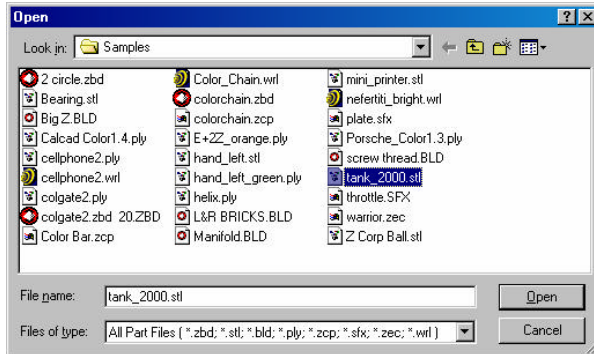 Open
Look in: Samples
2 circle.zbd
Bearing.stl
Big Z.BLD
Calcad Color1.4.ply
cellphone2.ply
cellphone2.wrl
colgate2.ply
colgate2.zbd 20.ZBD
Color Bar.zcp
Color_Chain.wrl
colorchain.zbd
colorchain.zcp
E+2Z_orange.ply
hand_left.stl
hand_left_green.ply
helix.ply
L&R BRICKS.BLD
Manifold.BLD
mini_printer.stl
nefertiti_bright.wrl
plate.sfx
Porsche_Color1.3.ply
screw thread.BLD
tank_2000.stl
throttle.SFX
warrior.zec
Z Corp Ball.stl
File name: tank_2000.stl
Open
Files of type: All Part Files ( *.zbd; *.stl; *.bld; *.ply; *.zcp; *.sfx; *.zec; *.wrl )
Cancel